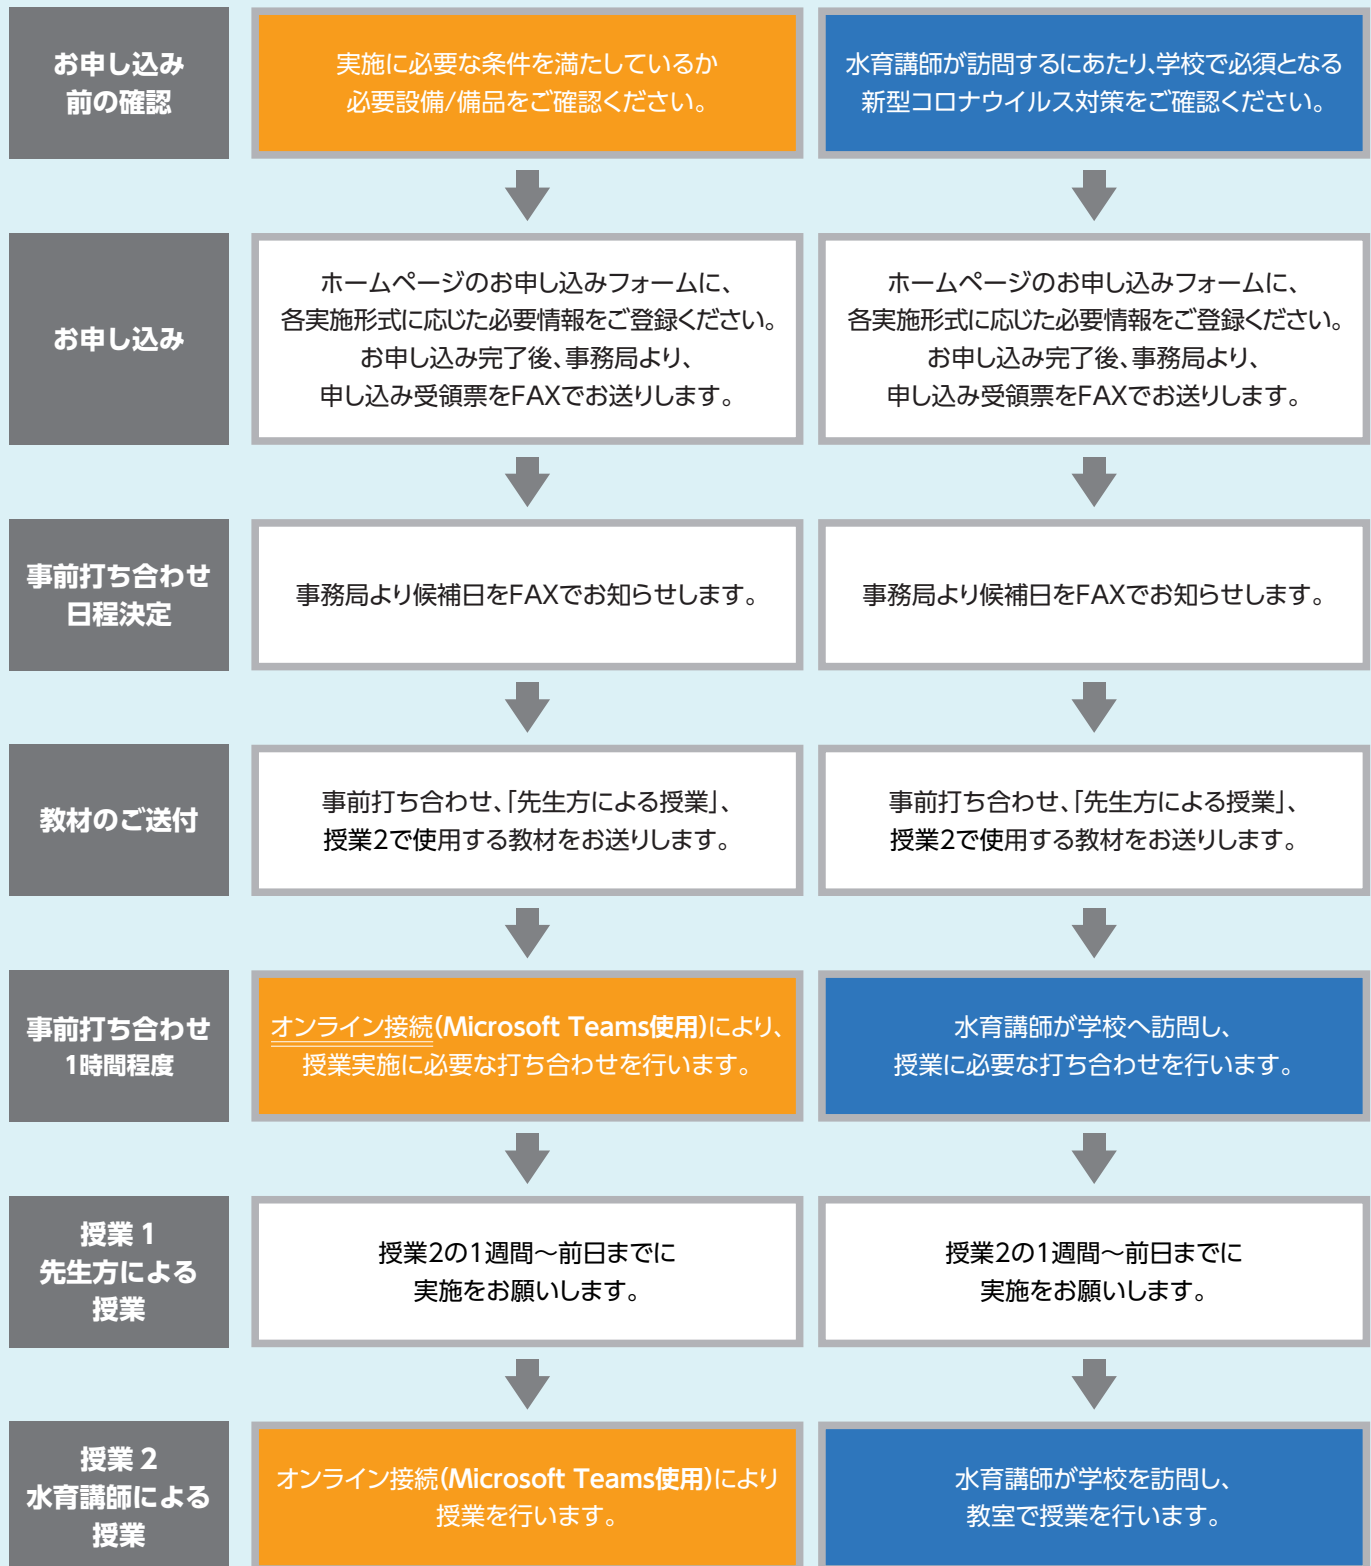 お申し込み
前の確認
実施に必要な条件を満たしているか
必要設備/備品をご確認ください。
水育講師が訪問するにあたり、学校で必須となる
新型コロナウイルス対策をご確認ください。
お申し込み
ホームページのお申し込みフォームに、
各実施形式に応じた必要情報をご登録ください。
お申し込み完了後、事務局より、
申し込み受領票をFAXでお送りします。
ホームページのお申し込みフォームに、
各実施形式に応じた必要情報をご登録ください。
お申し込み完了後、事務局より、
申し込み受領票をFAXでお送りします。
事前打ち合わせ
日程決定
事務局より候補日をFAXでお知らせします。
事務局より候補日をFAXでお知らせします。
教材のご送付
事前打ち合わせ、「先生方による授業」、
授業2で使用する教材をお送りします。
事前打ち合わせ、「先生方による授業」、
授業2で使用する教材をお送りします。
事前打ち合わせ
1時間程度
オンライン接続(Microsoft Teams使用)により、
授業実施に必要な打ち合わせを行います。
水育講師が学校へ訪問し、
授業に必要な打ち合わせを行います。
授業 1
先生方による
授業
授業2の1週間～前日までに
実施をお願いします。
授業2の1週間～前日までに
実施をお願いします。
授業 2
水育講師による
授業
オンライン接続(Microsoft Teams使用)により
授業を行います。
水育講師が学校を訪問し、
教室で授業を行います。